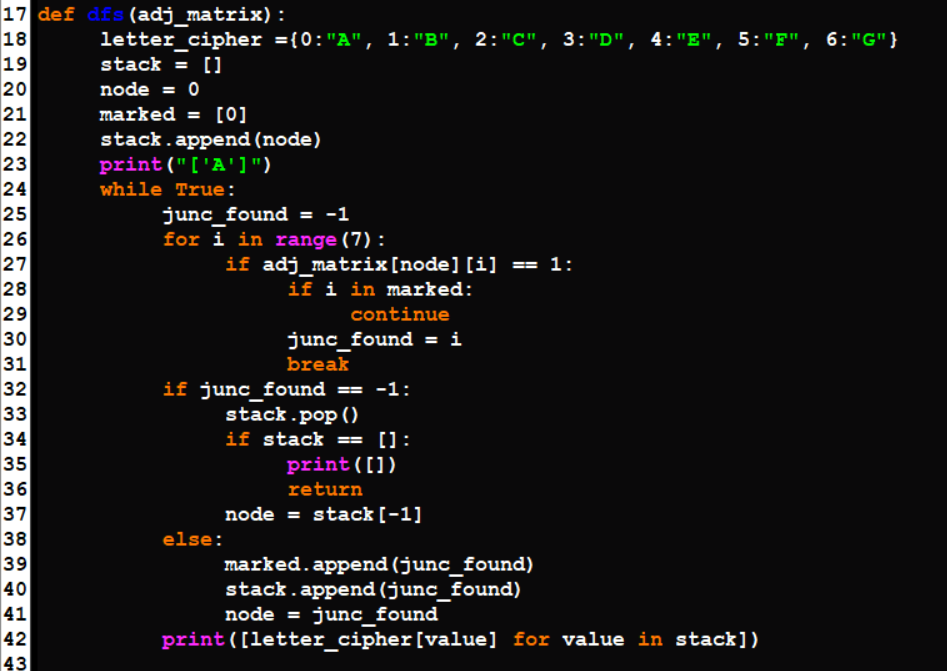 17 def dfs(adj_matrix):
18     letter_cipher ={0:"A", 1:"B", 2:"C", 3:"D", 4:"E", 5:"F", 6:"G"}
19     stack = []
20     node = 0
21     marked = [0]
22     stack.append(node)
23     print("['A']")
24     while True:
25          junc_found = -1
26          for i in range(7):
27               if adj_matrix[node][i] == 1:
28                    if i in marked:
29                         continue
30                    junc_found = i
31                    break
32          if junc_found == -1:
33               stack.pop()
34               if stack == []:
35                    print([])
36                    return
37               node = stack[-1]
38          else:
39               marked.append(junc_found)
40               stack.append(junc_found)
41               node = junc_found
42          print([letter_cipher[value] for value in stack])
43